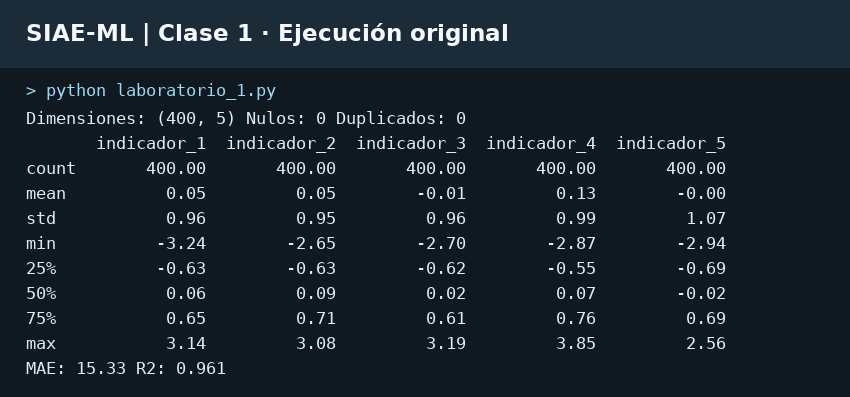 SIAE-ML | Clase 1 · Ejecución original
> python laboratorio_1.py
Dimensiones: (400, 5) Nulos: 0 Duplicados: 0
indicador_1 indicador_2 indicador_3 indicador_4 indicador_5
count 400.00 400.00 400.00 400.00 400.00
mean 0.05 0.05 -0.01 0.13 -0.00
std 0.96 0.95 0.96 0.99 1.07
min -3.24 -2.65 -2.70 -2.87 -2.94
25% -0.63 -0.63 -0.62 -0.55 -0.69
50% 0.06 0.09 0.02 0.07 -0.02
75% 0.65 0.71 0.61 0.76 0.69
max 3.14 3.08 3.19 3.85 2.56
MAE: 15.33 R2: 0.961